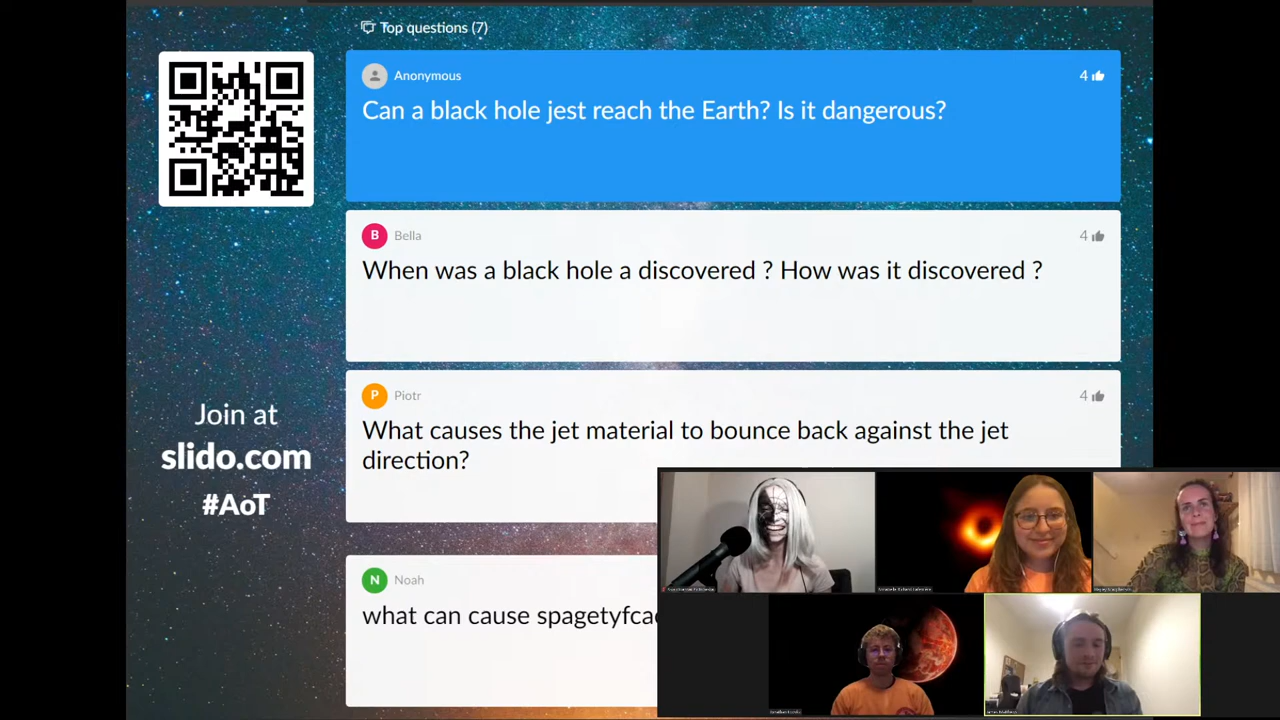 Top questions (7)
Anonymous
4
Can a black hole jest reach the Earth? Is it dangerous?
B
Bella
4
When was a black hole a discovered ? How was it discovered ?
P
Piotr
4
What causes the jet material to bounce back against the jet
direction?
N
Noah
what can cause
Join at
slido.com
#AoT